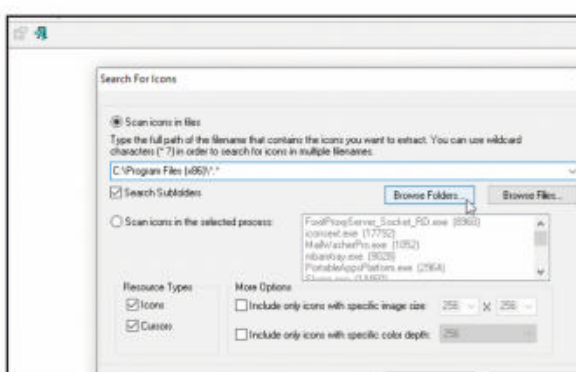 Search For Icons
Scan icons in files
Type the full path of the filename that contains the icons you want to extract. You can use wildcard
characters (* ?) in order to search for icons in multiple filenames.
C:\Program Files (x86)\*.*
Search Subfolders
Browse Folders...
Browse Files...
Scan icons in the selected process:
FoxitProxyServer_Socket_RD.exe (8968)
iconsext.exe (17792)
MailWasherPro.exe (1052)
PortableAppsPlatform.exe (2964)
Resource Types
More Options
Icons
Include only icons with specific image size:
256 X 256
Cursors
Include only icons with specific color depth:
256